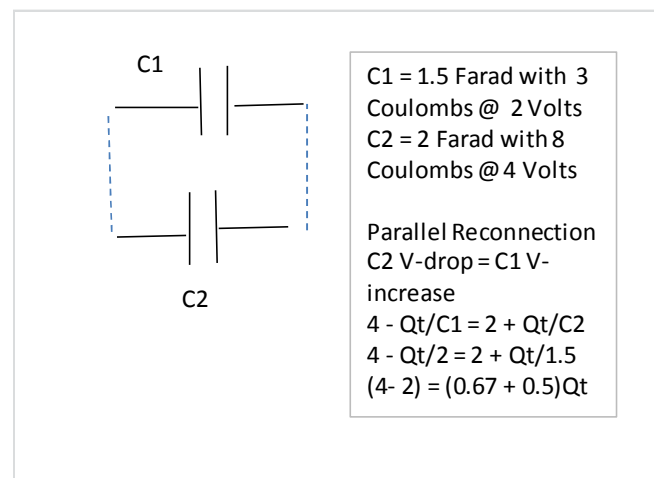 C1
C2
C1 = 1.5 Farad with 3
Coulombs @ 2 Volts
C2 = 2 Farad with 8
Coulombs @ 4 Volts
Parallel Reconnection
C2 V-drop = C1 V-
increase
4 - Qt/C1 = 2 + Qt/C2
4 - Qt/2 = 2 + Qt/1.5
(4- 2) = (0.67 + 0.5)Qt